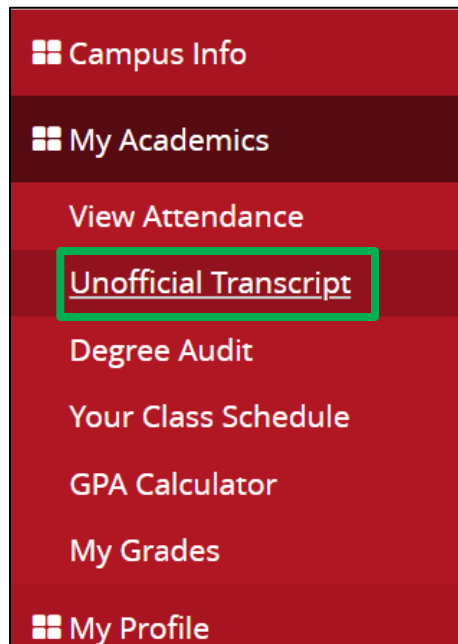 Campus Info
My Academics
View Attendance
Unofficial Transcript
Degree Audit
Your Class Schedule
GPA Calculator
My Grades
My Profile